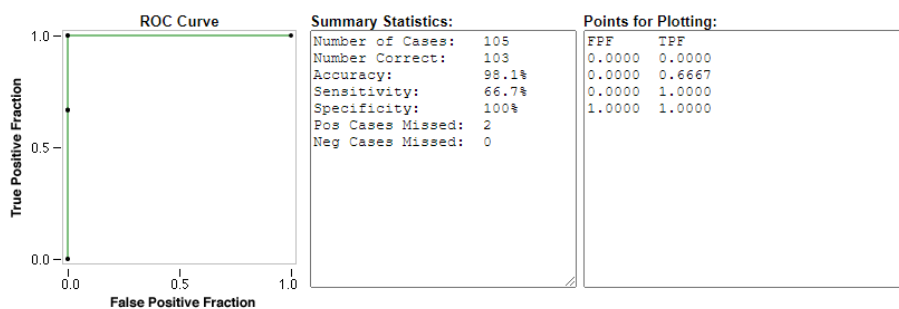 ROC Curve
1.0
0.5
0.0
True Positive Fraction
0.0 0.5 1.0
False Positive Fraction
Summary Statistics:
Number of Cases: 105
Number Correct: 103
Accuracy: 98.1%
Sensitivity: 66.7%
Specificity: 100%
Pos Cases Missed: 2
Neg Cases Missed: 0
Points for Plotting:
FPF TPF
0.0000 0.0000
0.0000 0.6667
0.0000 1.0000
1.0000 1.0000